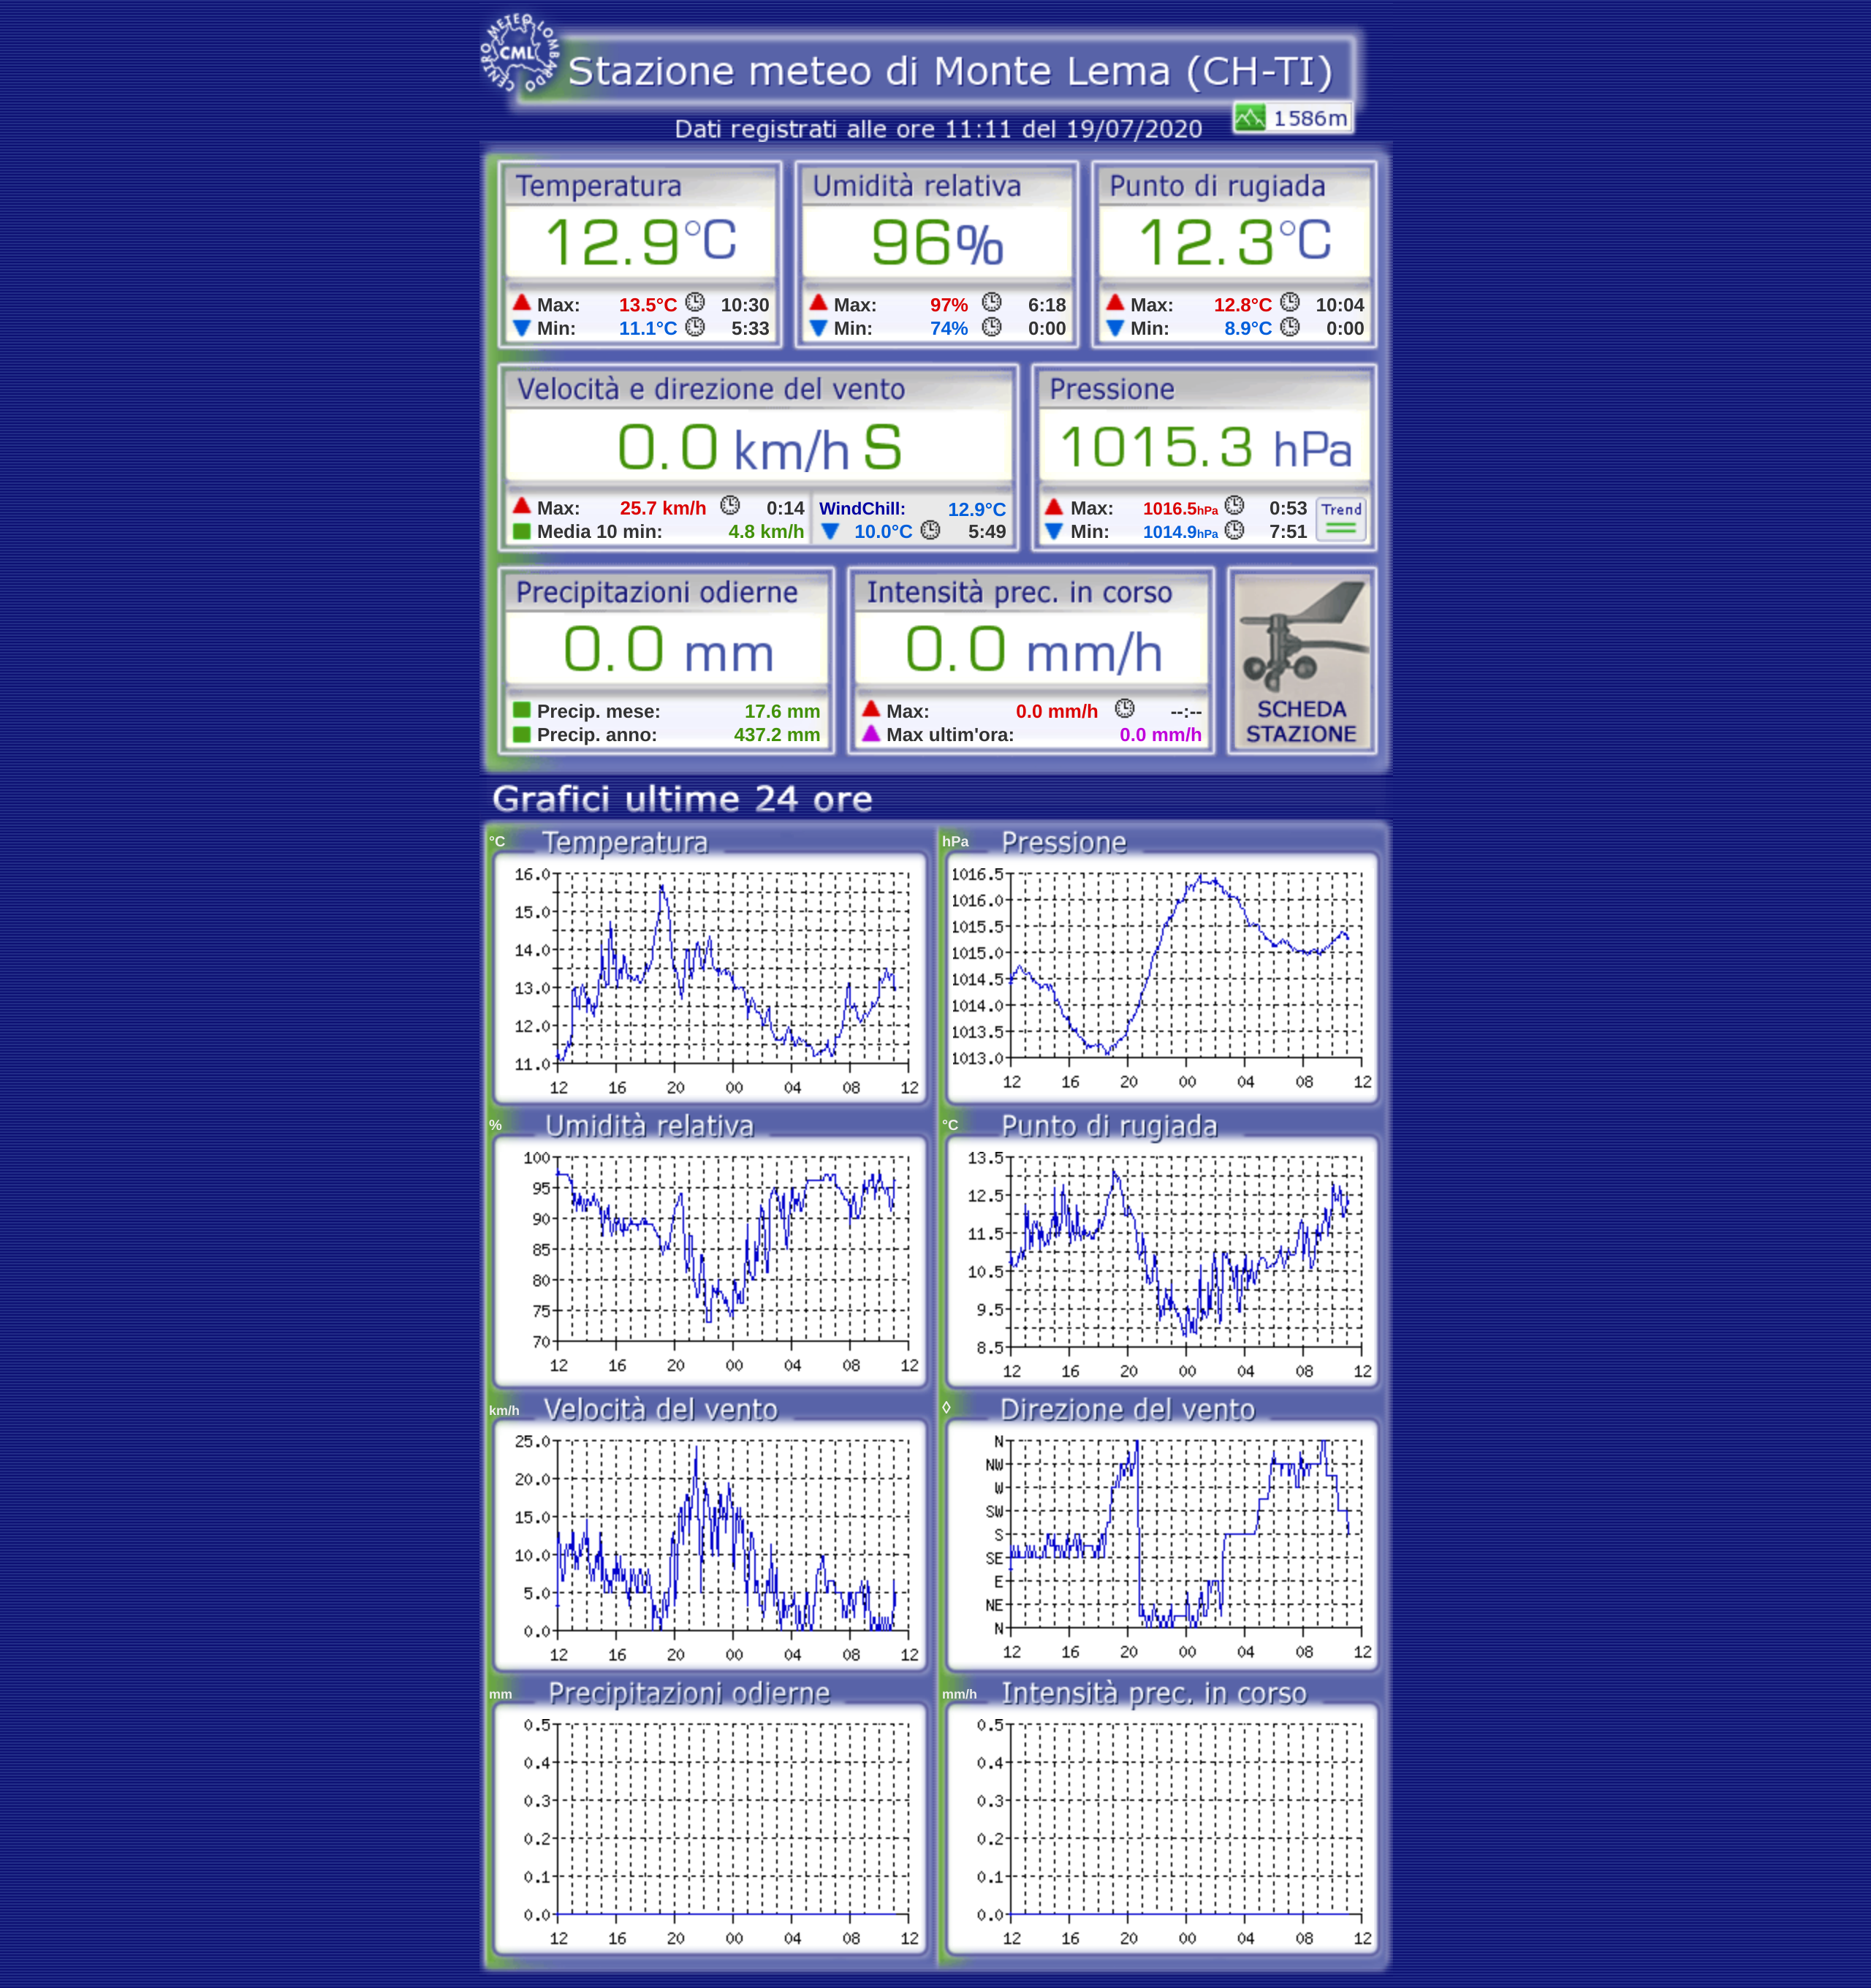 CENTRO METEO LOMBARDO
CML
Stazione meteo di Monte Lema (CH-TI)
1586m
Dati registrati alle ore 11:11 del 19/07/2020
Temperatura
12.9°C
Max: 13.5°C 10:30
Min: 11.1°C 5:33
Umidità relativa
96%
Max: 97% 6:18
Min: 74% 0:00
Punto di rugiada
12.3°C
Max: 12.8°C 10:04
Min: 8.9°C 0:00
Velocità e direzione del vento
0.0 km/h S
Max: 25.7 km/h 0:14
Media 10 min: 4.8 km/h
WindChill: 12.9°C
10.0°C 5:49
Pressione
1015.3 hPa
Max: 1016.5hPa 0:53
Min: 1014.9hPa 7:51
Trend
Precipitazioni odierne
0.0 mm
Precip. mese: 17.6 mm
Precip. anno: 437.2 mm
Intensità prec. in corso
0.0 mm/h
Max: 0.0 mm/h --:--
Max ultim'ora: 0.0 mm/h
SCHEDA
STAZIONE
Grafici ultime 24 ore
°C Temperatura
16.0
15.0
14.0
13.0
12.0
11.0
12 16 20 00 04 08 12
hPa Pressione
1016.5
1016.0
1015.5
1015.0
1014.5
1014.0
1013.5
1013.0
12 16 20 00 04 08 12
% Umidità relativa
100
95
90
85
80
75
70
12 16 20 00 04 08 12
°C Punto di rugiada
13.5
12.5
11.5
10.5
9.5
8.5
12 16 20 00 04 08 12
km/h Velocità del vento
25.0
20.0
15.0
10.0
5.0
0.0
12 16 20 00 04 08 12
◊ Direzione del vento
N
NW
W
SW
S
SE
E
NE
N
12 16 20 00 04 08 12
mm Precipitazioni odierne
0.5
0.4
0.3
0.2
0.1
0.0
12 16 20 00 04 08 12
mm/h Intensità prec. in corso
0.5
0.4
0.3
0.2
0.1
0.0
12 16 20 00 04 08 12